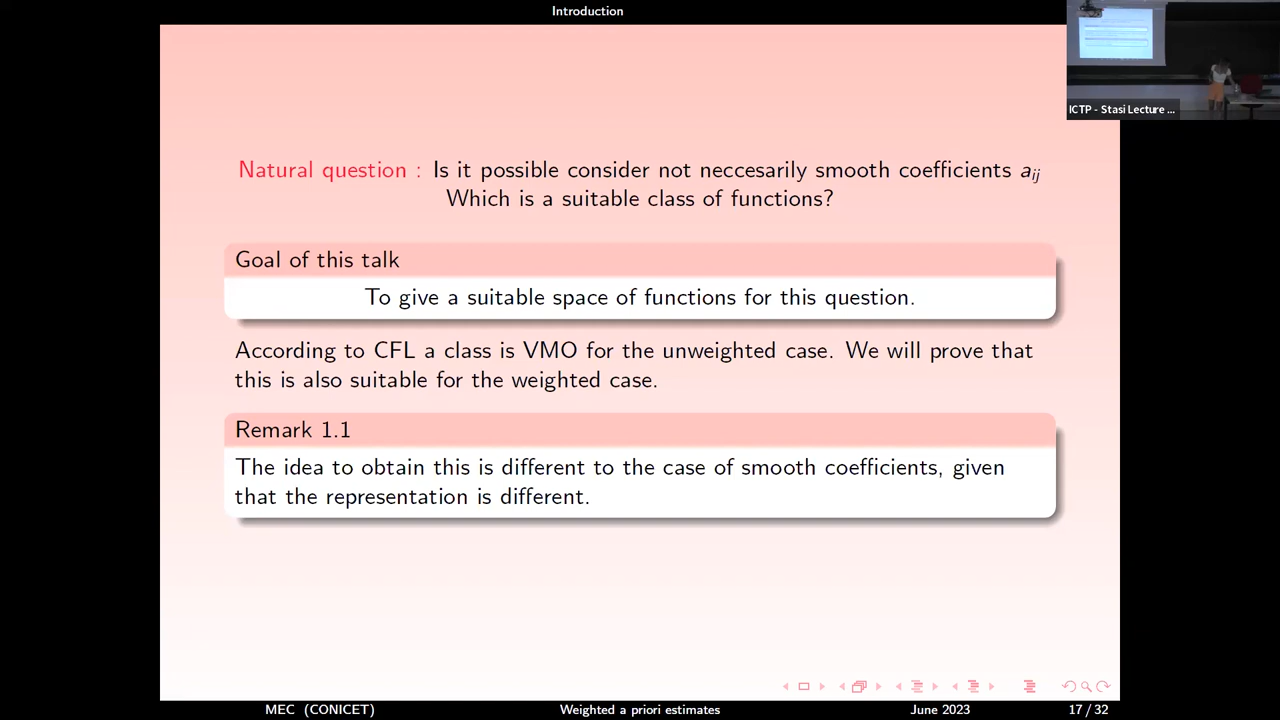 Introduction
ICTP - Stasi Lecture ...
Natural question : Is it possible consider not neccesarily smooth coefficients a_ij
Which is a suitable class of functions?
Goal of this talk
To give a suitable space of functions for this question.
According to CFL a class is VMO for the unweighted case. We will prove that
this is also suitable for the weighted case.
Remark 1.1
The idea to obtain this is different to the case of smooth coefficients, given
that the representation is different.
MEC (CONICET) Weighted a priori estimates June 2023 17 / 32